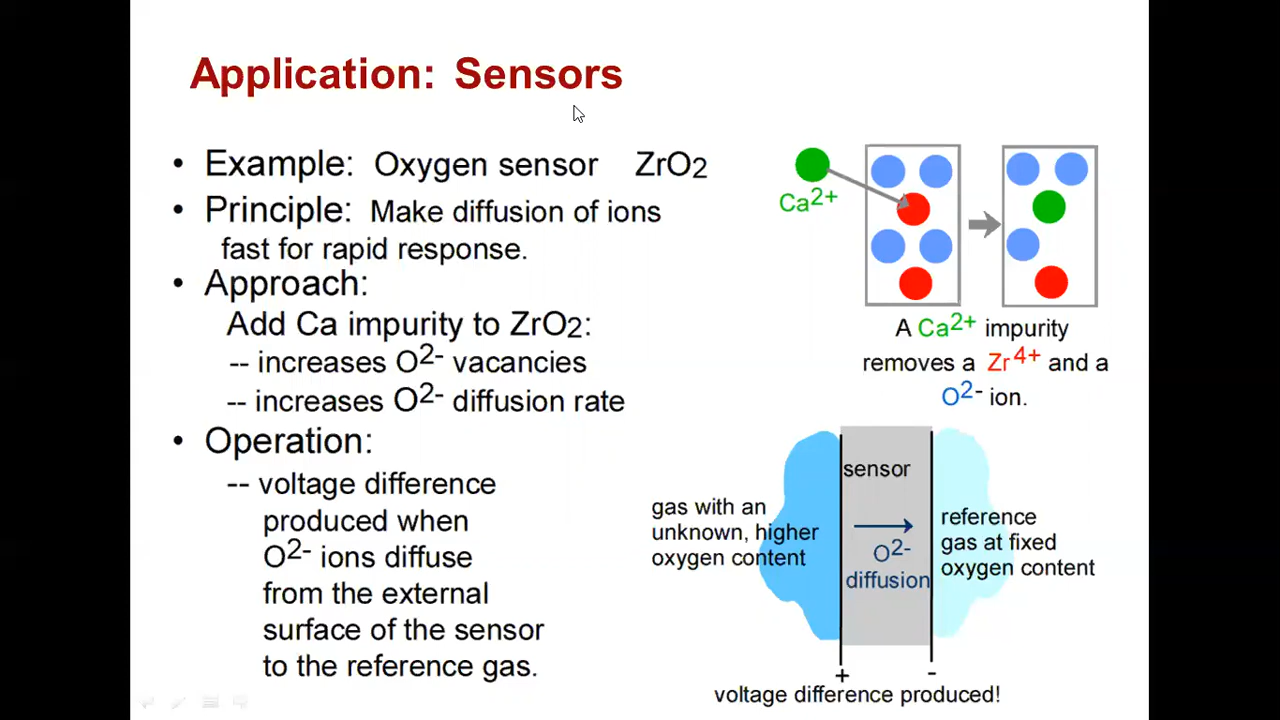 Application: Sensors
• Example: Oxygen sensor ZrO2
• Principle: Make diffusion of ions
fast for rapid response.
• Approach:
Add Ca impurity to ZrO2:
-- increases O2- vacancies
-- increases O2- diffusion rate
• Operation:
-- voltage difference
produced when
O2- ions diffuse
from the external
surface of the sensor
to the reference gas.
Ca2+
A Ca2+ impurity
removes a Zr4+ and a
O2- ion.
gas with an
unknown, higher
oxygen content
sensor
O2-
diffusion
reference
gas at fixed
oxygen content
+ -
voltage difference produced!